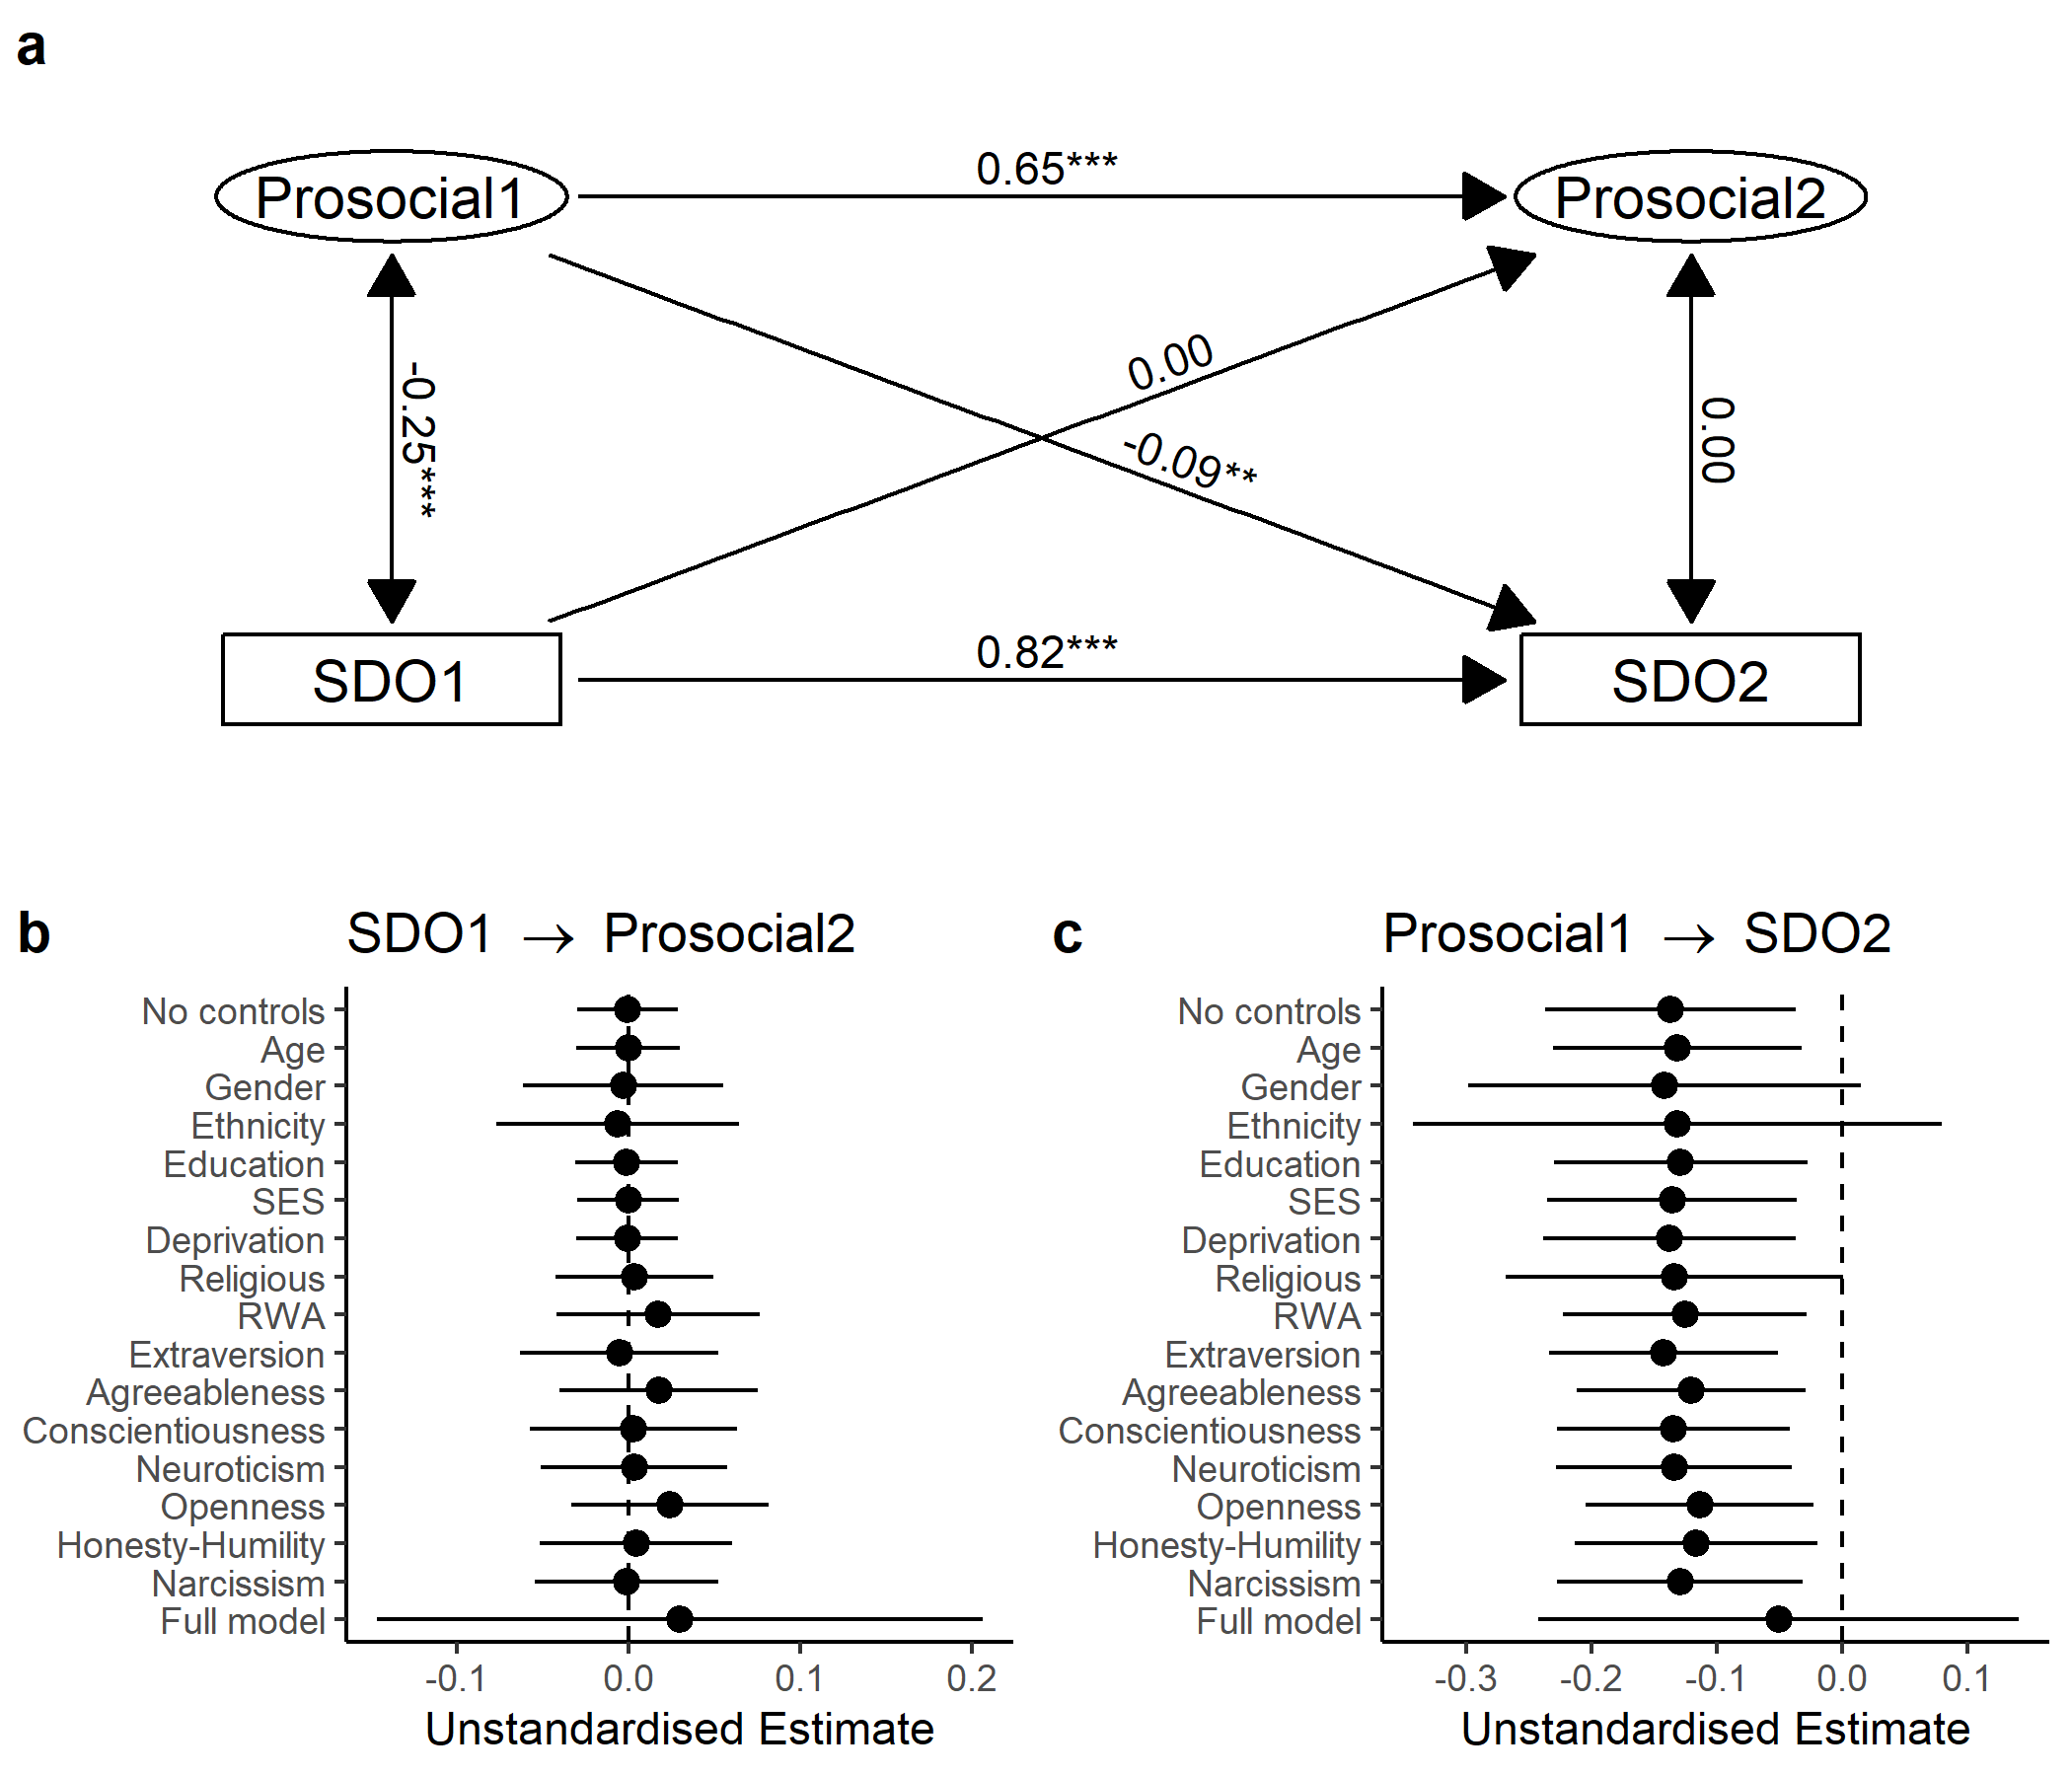 a
0.65***
Prosocial1
Prosocial2
0.00
-0.25***
-0.09**
0.00
0.82***
SDO1
SDO2
b
SDO1 → Prosocial2
No controls
Age
Gender
Ethnicity
Education
SES
Deprivation
Religious
RWA
Extraversion
Agreeableness
Conscientiousness
Neuroticism
Openness
Honesty-Humility
Narcissism
Full model
-0.1 0.0 0.1 0.2
Unstandardised Estimate
c
Prosocial1 → SDO2
No controls
Age
Gender
Ethnicity
Education
SES
Deprivation
Religious
RWA
Extraversion
Agreeableness
Conscientiousness
Neuroticism
Openness
Honesty-Humility
Narcissism
Full model
-0.3 -0.2 -0.1 0.0 0.1
Unstandardised Estimate